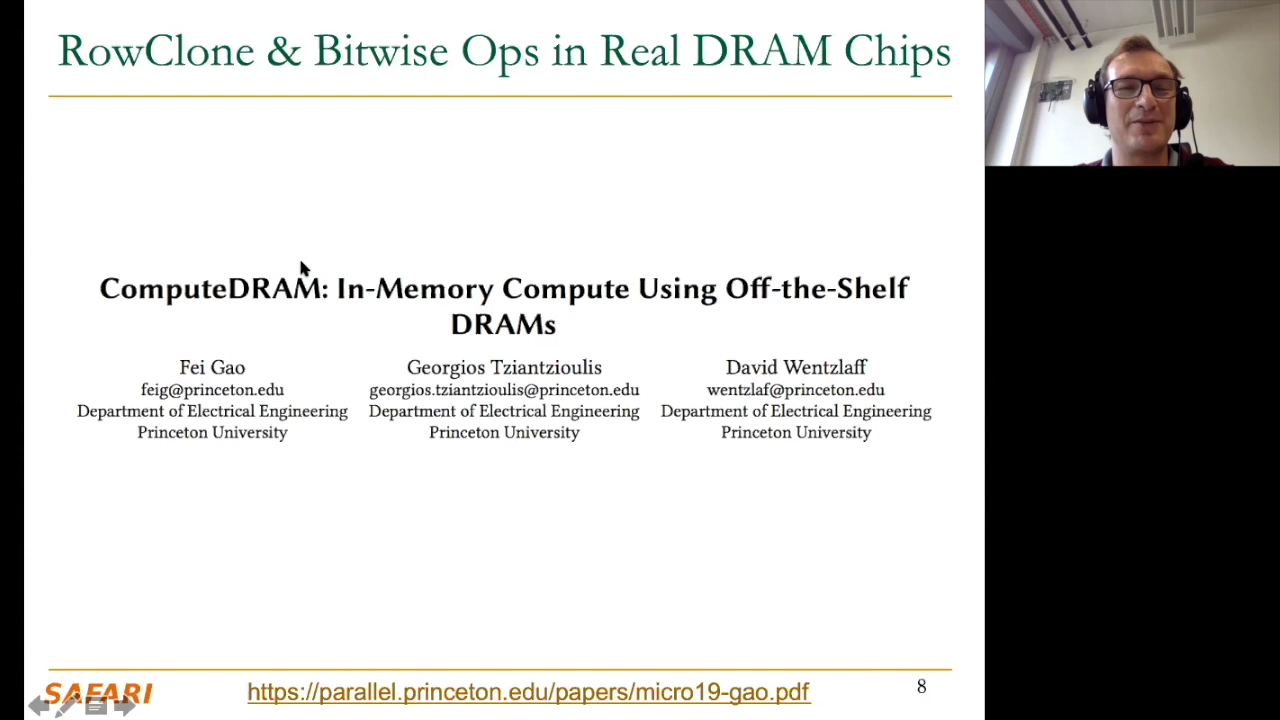 RowClone & Bitwise Ops in Real DRAM Chips
ComputeDRAM: In-Memory Compute Using Off-the-Shelf
DRAMs
Fei Gao
feig@princeton.edu
Department of Electrical Engineering
Princeton University
Georgios Tziantzioulis
georgios.tziantzioulis@princeton.edu
Department of Electrical Engineering
Princeton University
David Wentzlaff
wentzlaf@princeton.edu
Department of Electrical Engineering
Princeton University
SAFARI
https://parallel.princeton.edu/papers/micro19-gao.pdf
8